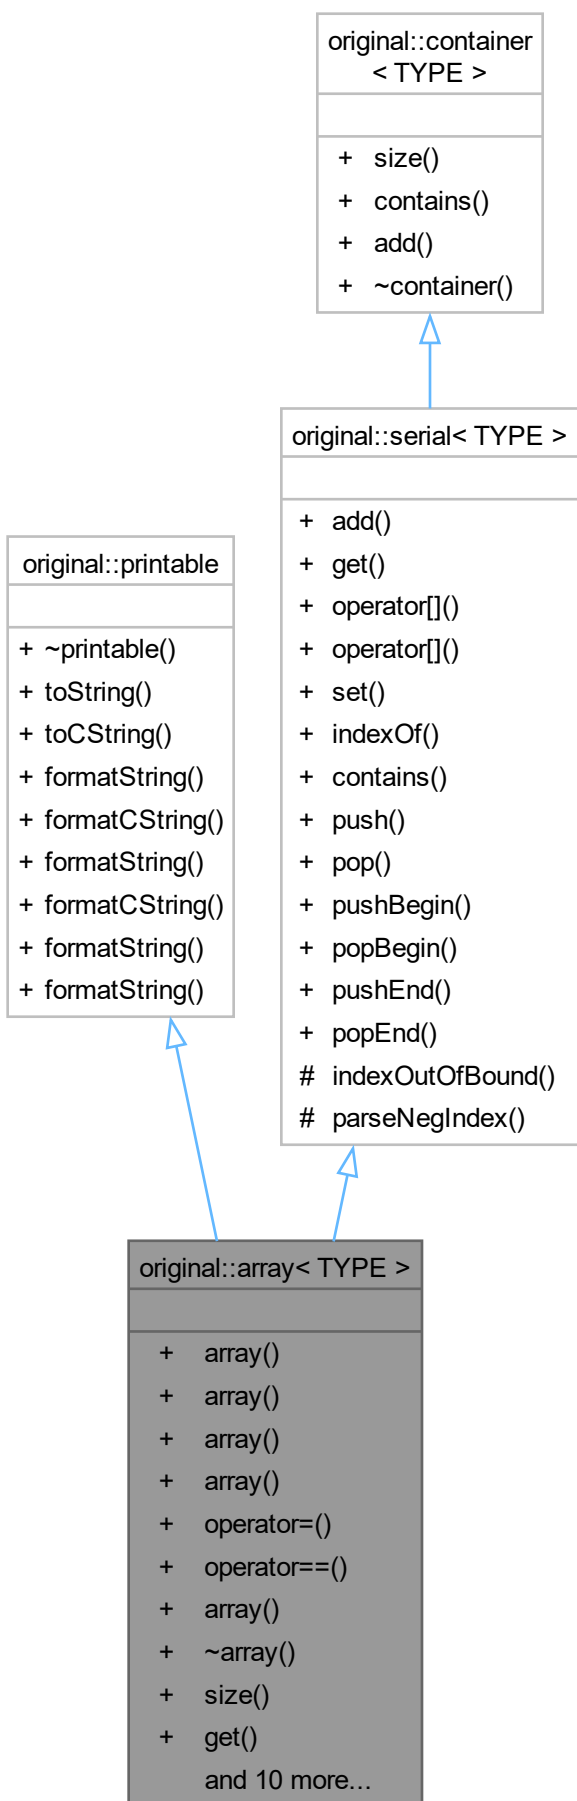 original::container
< TYPE >
+ size()
+ contains()
+ add()
+ ~container()
original::serial< TYPE >
+ add()
+ get()
+ operator[]()
+ operator[]()
+ set()
+ indexOf()
+ contains()
+ push()
+ pop()
+ pushBegin()
+ popBegin()
+ pushEnd()
+ popEnd()
# indexOutOfBound()
# parseNegIndex()
original::printable
+ ~printable()
+ toString()
+ toCString()
+ formatString()
+ formatCString()
+ formatString()
+ formatCString()
+ formatString()
+ formatString()
original::array< TYPE >
+ array()
+ array()
+ array()
+ array()
+ operator=()
+ operator==()
+ array()
+ ~array()
+ size()
+ get()
and 10 more...